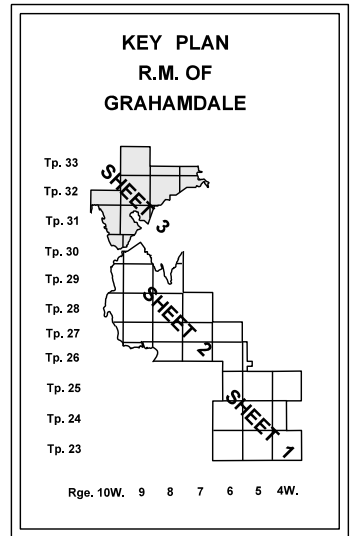 KEY PLAN
R.M. OF
GRAHAMDALE
Tp. 33
Tp. 32
Tp. 31
Tp. 30
Tp. 29
Tp. 28
Tp. 27
Tp. 26
Tp. 25
Tp. 24
Tp. 23
SHEET 3
SHEET 2
SHEET 1
Rge. 10W. 9 8 7 6 5 4W.